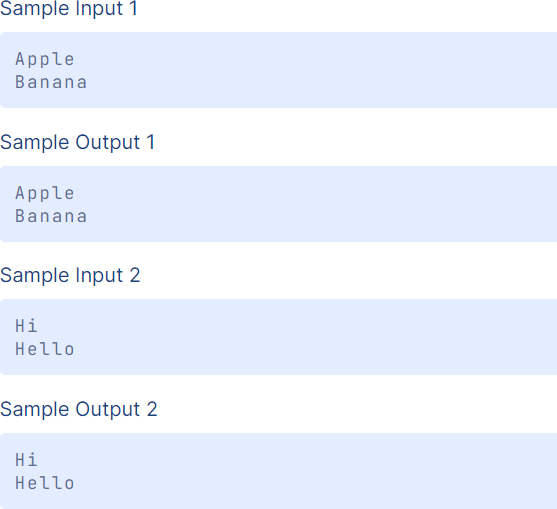 Sample Input 1
Apple
Banana
Sample Output 1
Apple
Banana
Sample Input 2
Hi
Hello
Sample Output 2
Hi
Hello